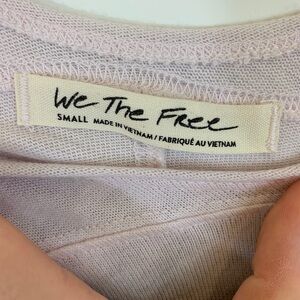 We The Free
SMALL MADE IN VIETNAM / FABRIQUÉ AU VIETNAM